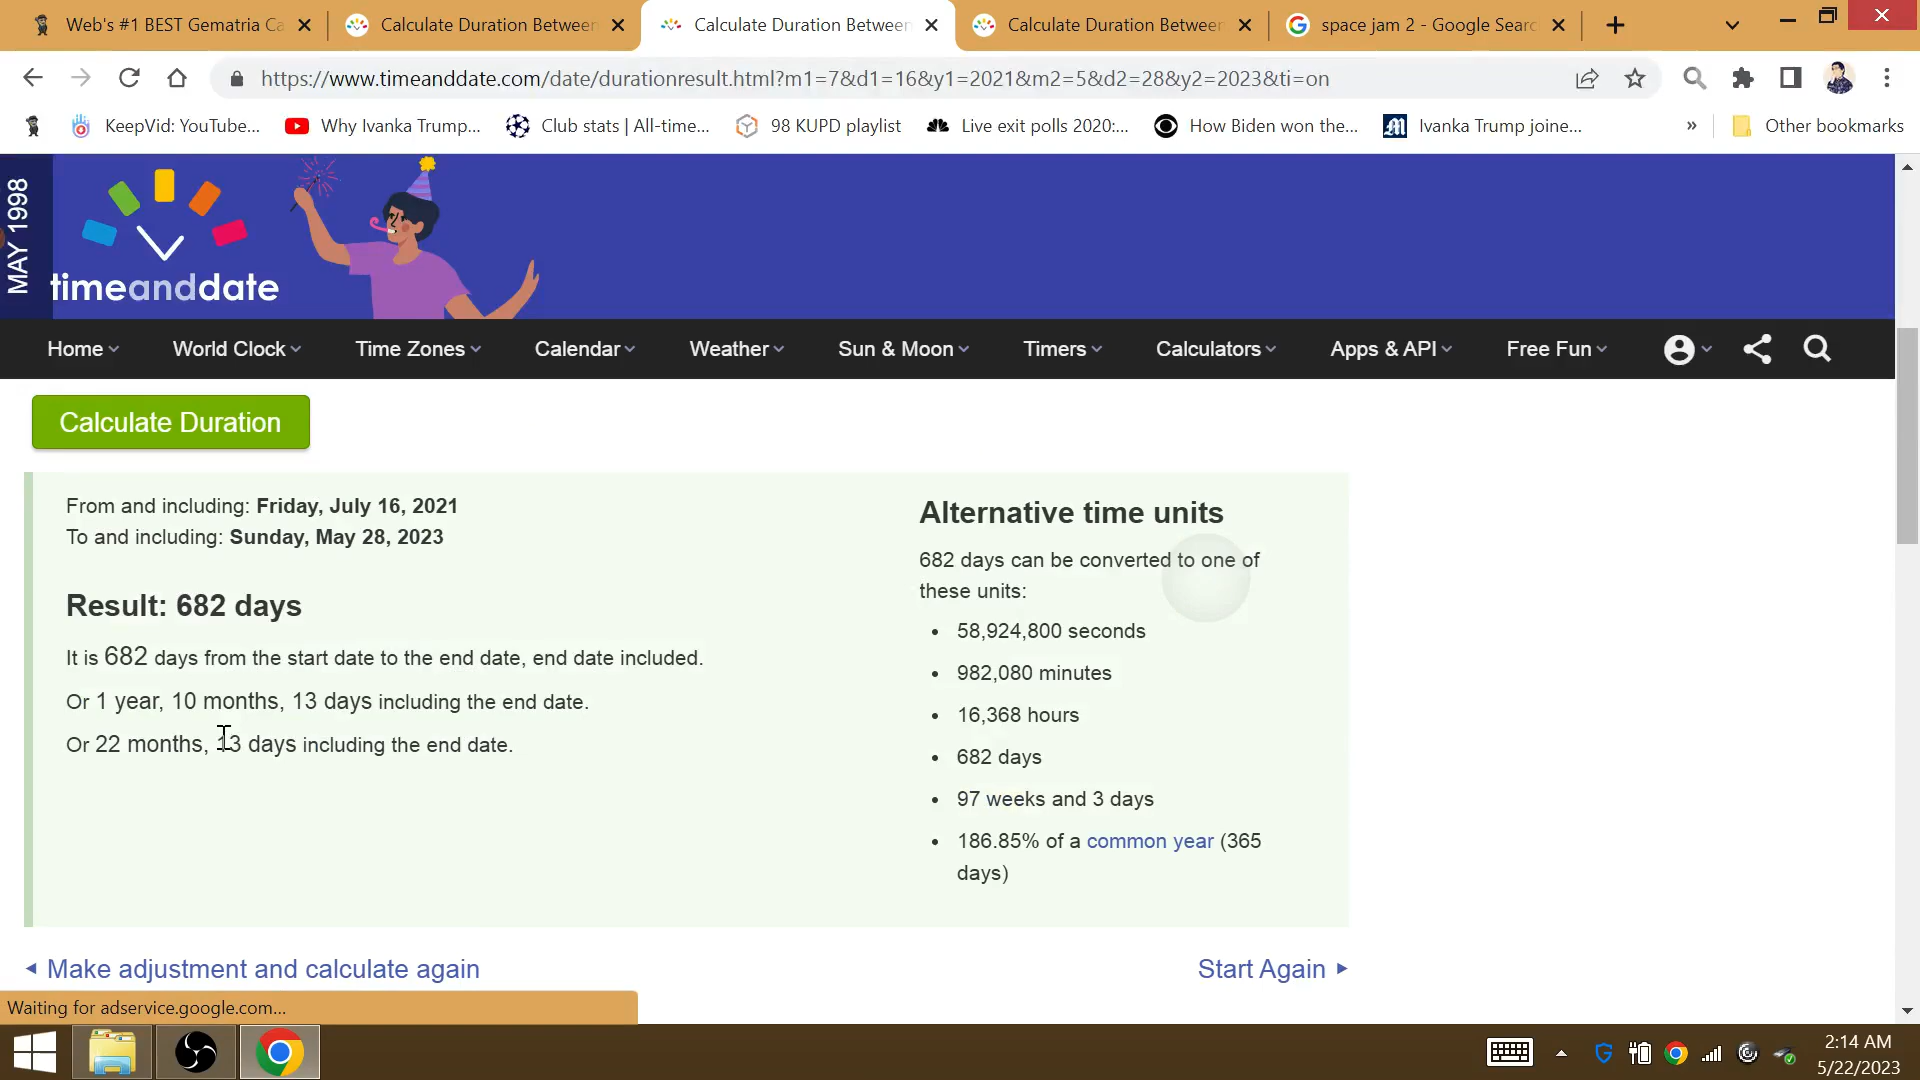 Web's #1 BEST Gematria Ca
Calculate Duration Between
Calculate Duration Between
Calculate Duration Between
space jam 2 - Google Searc
https://www.timeanddate.com/date/durationresult.html?m1=7&d1=16&y1=2021&m2=5&d2=28&y2=2023&ti=on
KeepVid: YouTube...
Why Ivanka Trump...
Club stats | All-time...
98 KUPD playlist
Live exit polls 2020:...
How Biden won the...
Ivanka Trump joine...
»
Other bookmarks
MAY 1998
timeanddate
Home
World Clock
Time Zones
Calendar
Weather
Sun & Moon
Timers
Calculators
Apps & API
Free Fun
Calculate Duration
From and including: Friday, July 16, 2021
To and including: Sunday, May 28, 2023
Result: 682 days
It is 682 days from the start date to the end date, end date included.
Or 1 year, 10 months, 13 days including the end date.
Or 22 months, 13 days including the end date.
Alternative time units
682 days can be converted to one of
these units:
• 58,924,800 seconds
• 982,080 minutes
• 16,368 hours
• 682 days
• 97 weeks and 3 days
• 186.85% of a common year (365
days)
Make adjustment and calculate again
Start Again
Waiting for adservice.google.com...
2:14 AM
5/22/2023